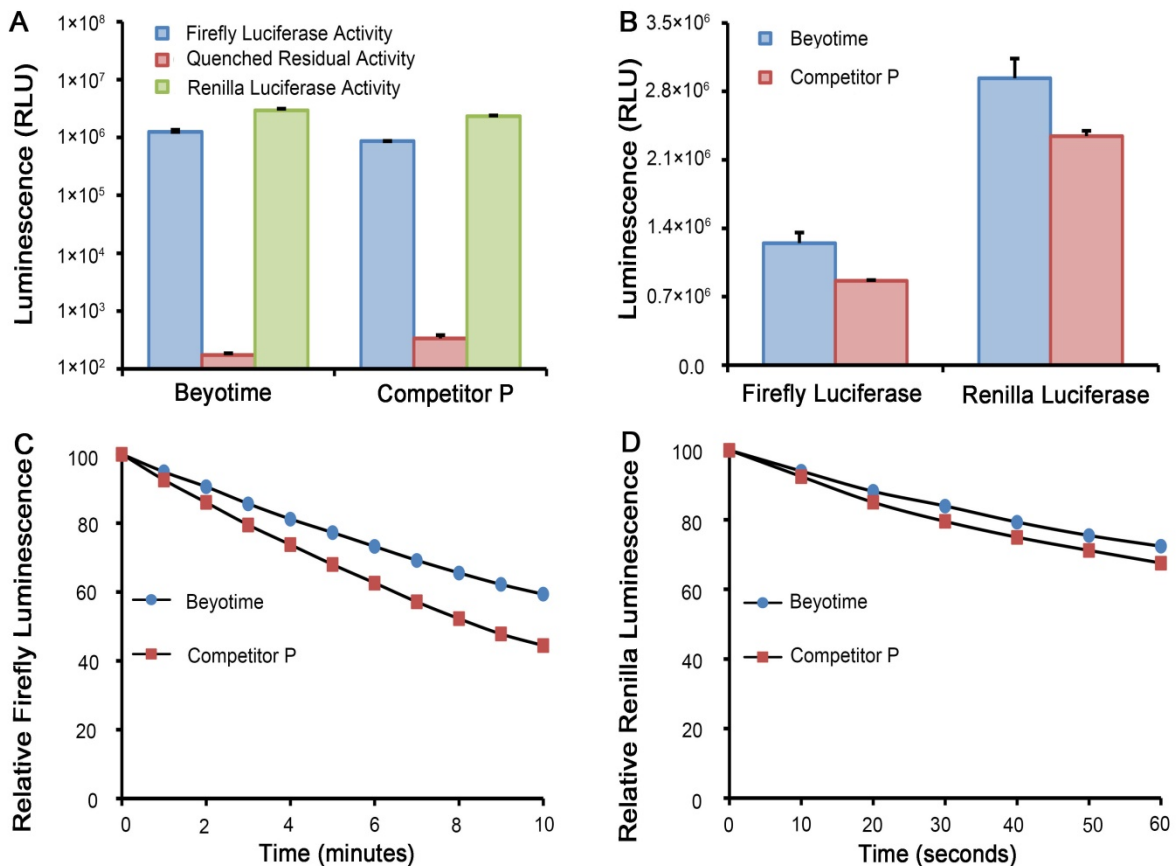 A
Luminescence (RLU)
1×10⁸
1×10⁷
1×10⁶
1×10⁵
1×10⁴
1×10³
1×10²
Firefly Luciferase Activity
Quenched Residual Activity
Renilla Luciferase Activity
Beyotime
Competitor P
B
Luminescence (RLU)
3.5×10⁶
2.8×10⁶
2.1×10⁶
1.4×10⁶
0.7×10⁶
0.0
Beyotime
Competitor P
Firefly Luciferase
Renilla Luciferase
C
Relative Firefly Luminescence
100
80
60
40
20
0
Beyotime
Competitor P
0 2 4 6 8 10
Time (minutes)
D
Relative Renilla Luminescence
100
80
60
40
20
0
Beyotime
Competitor P
0 10 20 30 40 50 60
Time (seconds)